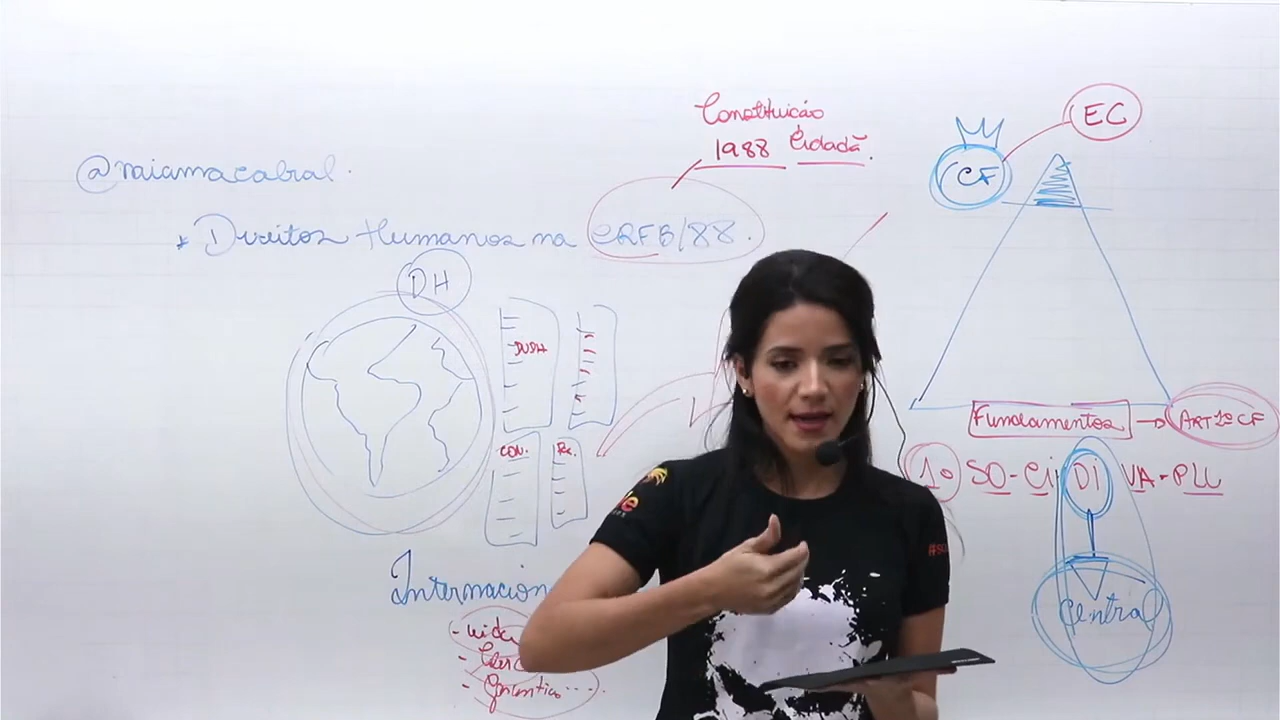 @naiamacabral.
* Direitos Humanos na CRFB/88.
Constituição
1988 Cidadã.
EC
CF
DH
DUDH
CON.
Internacion
Fundamentos → ART 1º CF
1º SO-Ci-Di VA-PLU
Central